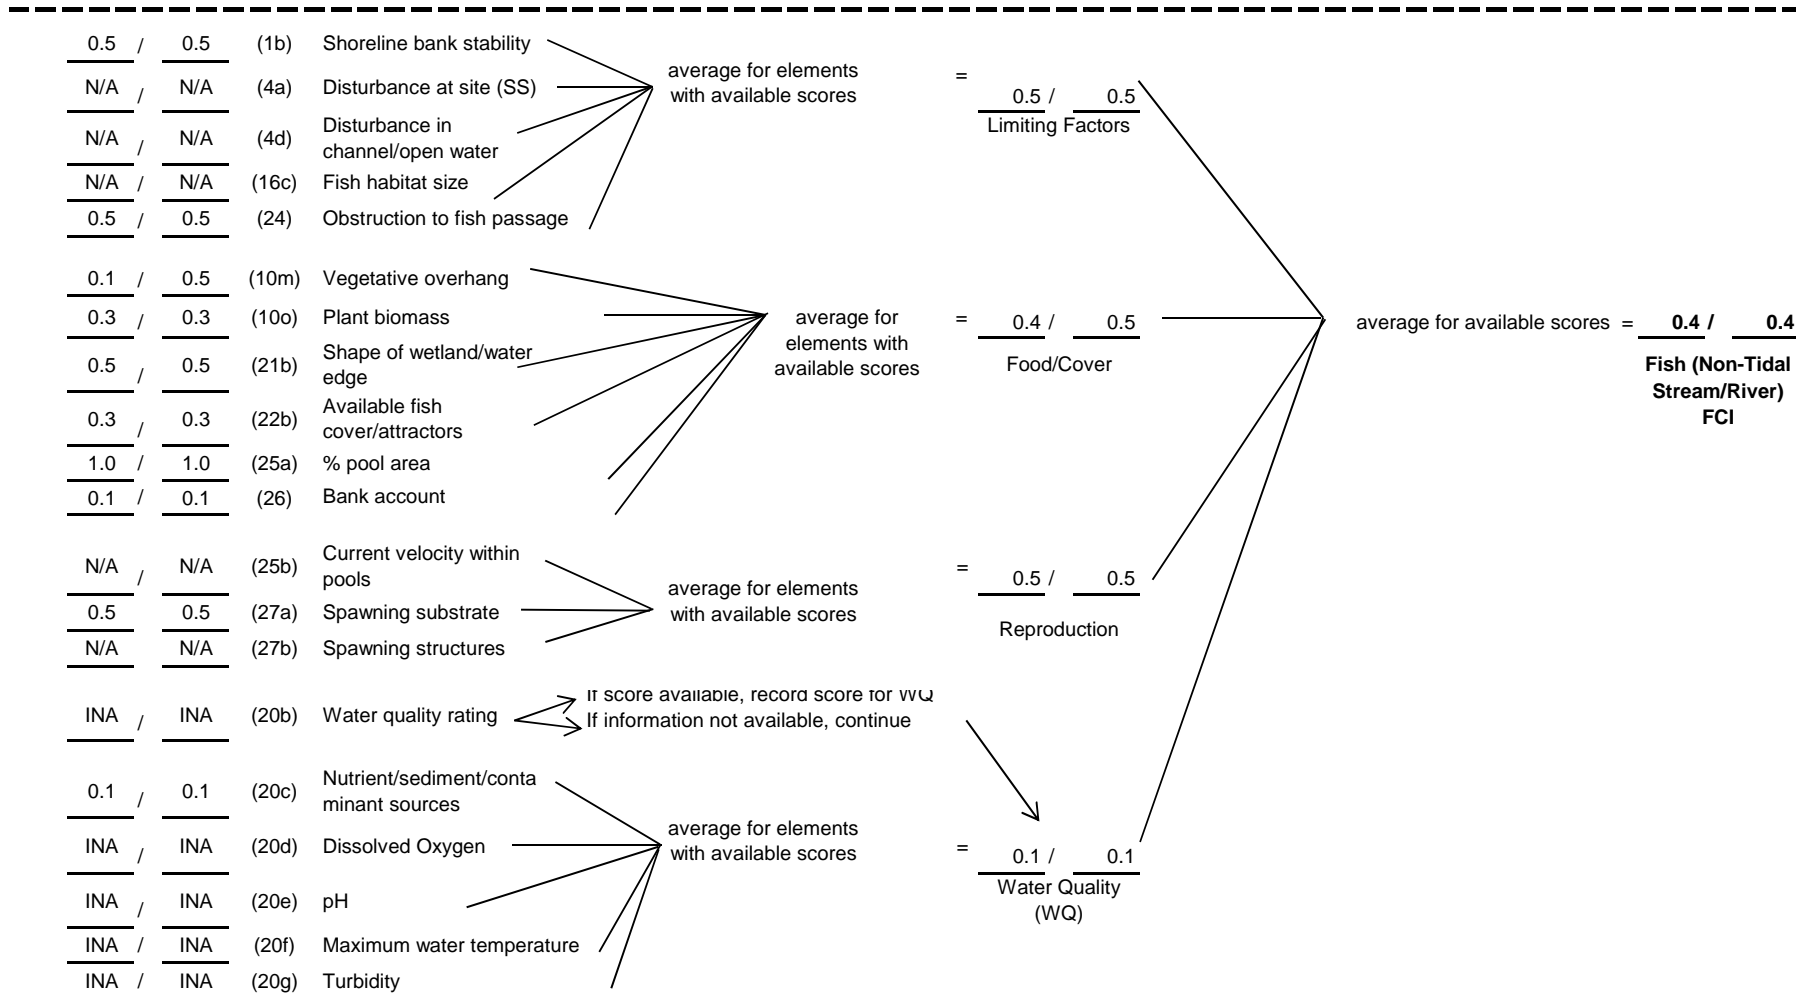 0.5 / 0.5 (1b) Shoreline bank stability
N/A / N/A (4a) Disturbance at site (SS)
N/A / N/A (4d) Disturbance in
channel/open water
N/A / N/A (16c) Fish habitat size
0.5 / 0.5 (24) Obstruction to fish passage
average for elements
with available scores
=
0.5 / 0.5
Limiting Factors
0.1 / 0.5 (10m) Vegetative overhang
0.3 / 0.3 (10o) Plant biomass
0.5 / 0.5 (21b) Shape of wetland/water
edge
0.3 / 0.3 (22b) Available fish
cover/attractors
1.0 / 1.0 (25a) % pool area
0.1 / 0.1 (26) Bank account
average for
elements with
available scores
= 0.4 / 0.5
Food/Cover
average for available scores = 0.4 / 0.4
Fish (Non-Tidal
Stream/River)
FCI
N/A / N/A (25b) Current velocity within
pools
0.5 / 0.5 (27a) Spawning substrate
N/A / N/A (27b) Spawning structures
average for elements
with available scores
=
0.5 / 0.5
Reproduction
INA / INA (20b) Water quality rating
If score available, record score for WQ
If information not available, continue
0.1 / 0.1 (20c) Nutrient/sediment/conta
minant sources
INA / INA (20d) Dissolved Oxygen
INA / INA (20e) pH
INA / INA (20f) Maximum water temperature
INA / INA (20g) Turbidity
average for elements
with available scores
=
0.1 / 0.1
Water Quality
(WQ)